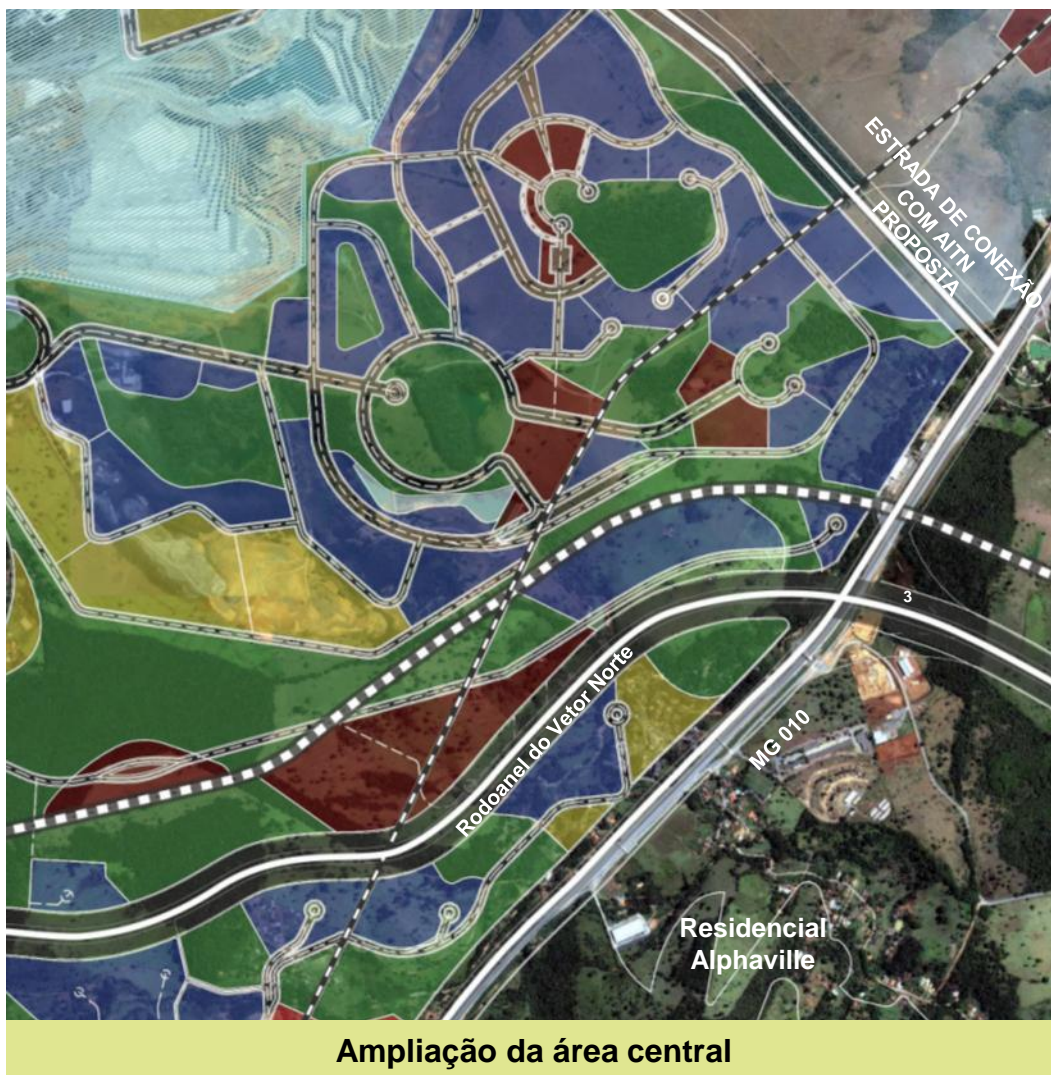 ESTRADA DE CONEXÃO
COM AITN
PROPOSTA
3
Rodoanel do Vetor Norte
MG 010
Residencial
Alphaville
Ampliação da área central